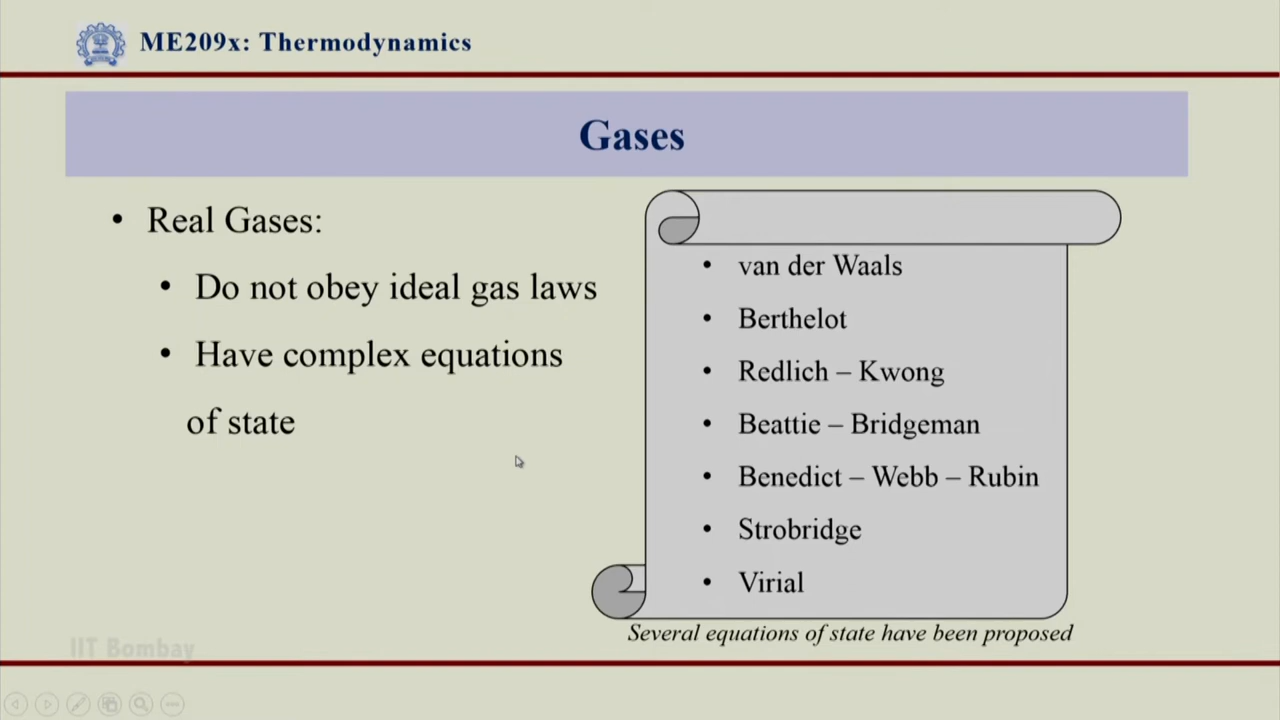 ME209x: Thermodynamics
Gases
• Real Gases:
• Do not obey ideal gas laws
• Have complex equations
of state
• van der Waals
• Berthelot
• Redlich – Kwong
• Beattie – Bridgeman
• Benedict – Webb – Rubin
• Strobridge
• Virial
Several equations of state have been proposed
IIT Bombay